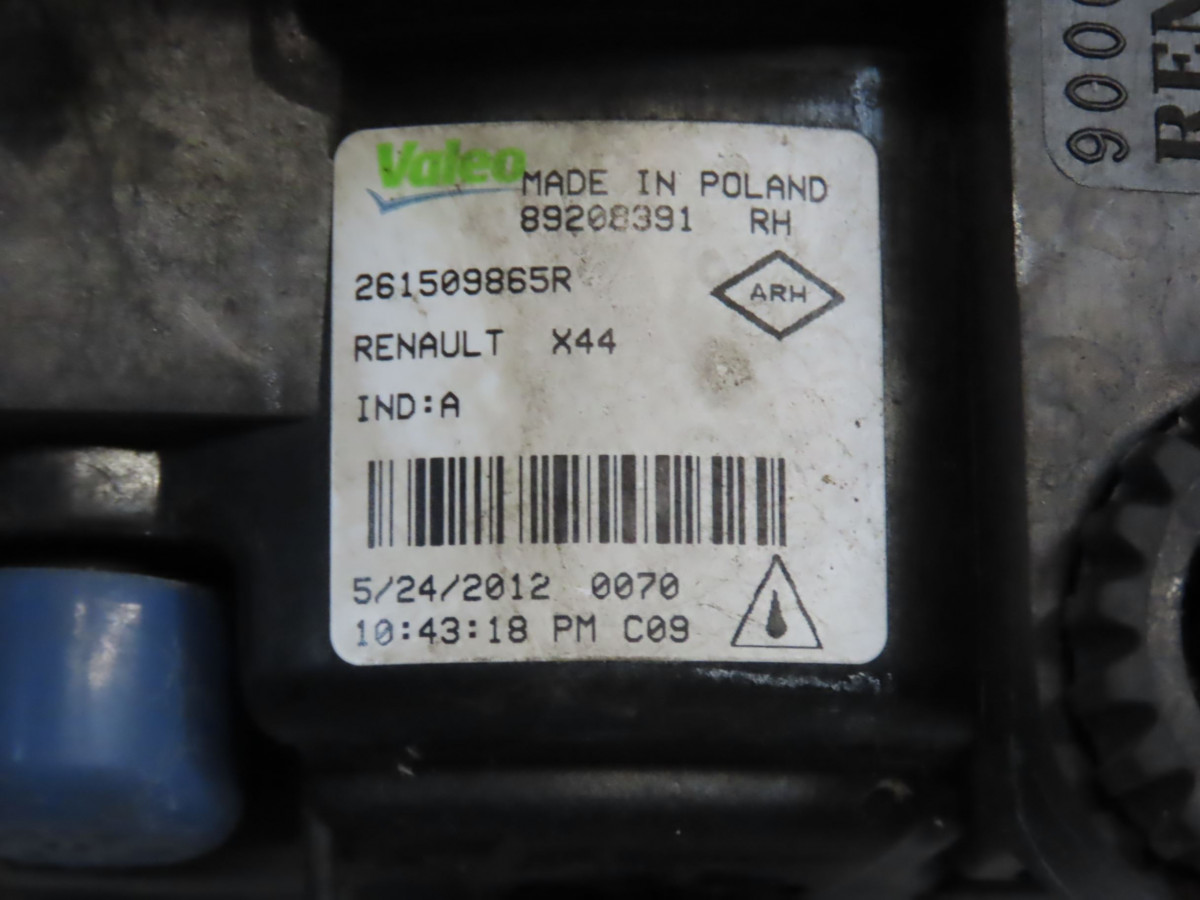 Valeo
MADE IN POLAND
89208391 RH
261509865R
ARH
RENAULT X44
IND:A
5/24/2012 0070
10:43:18 PM C09